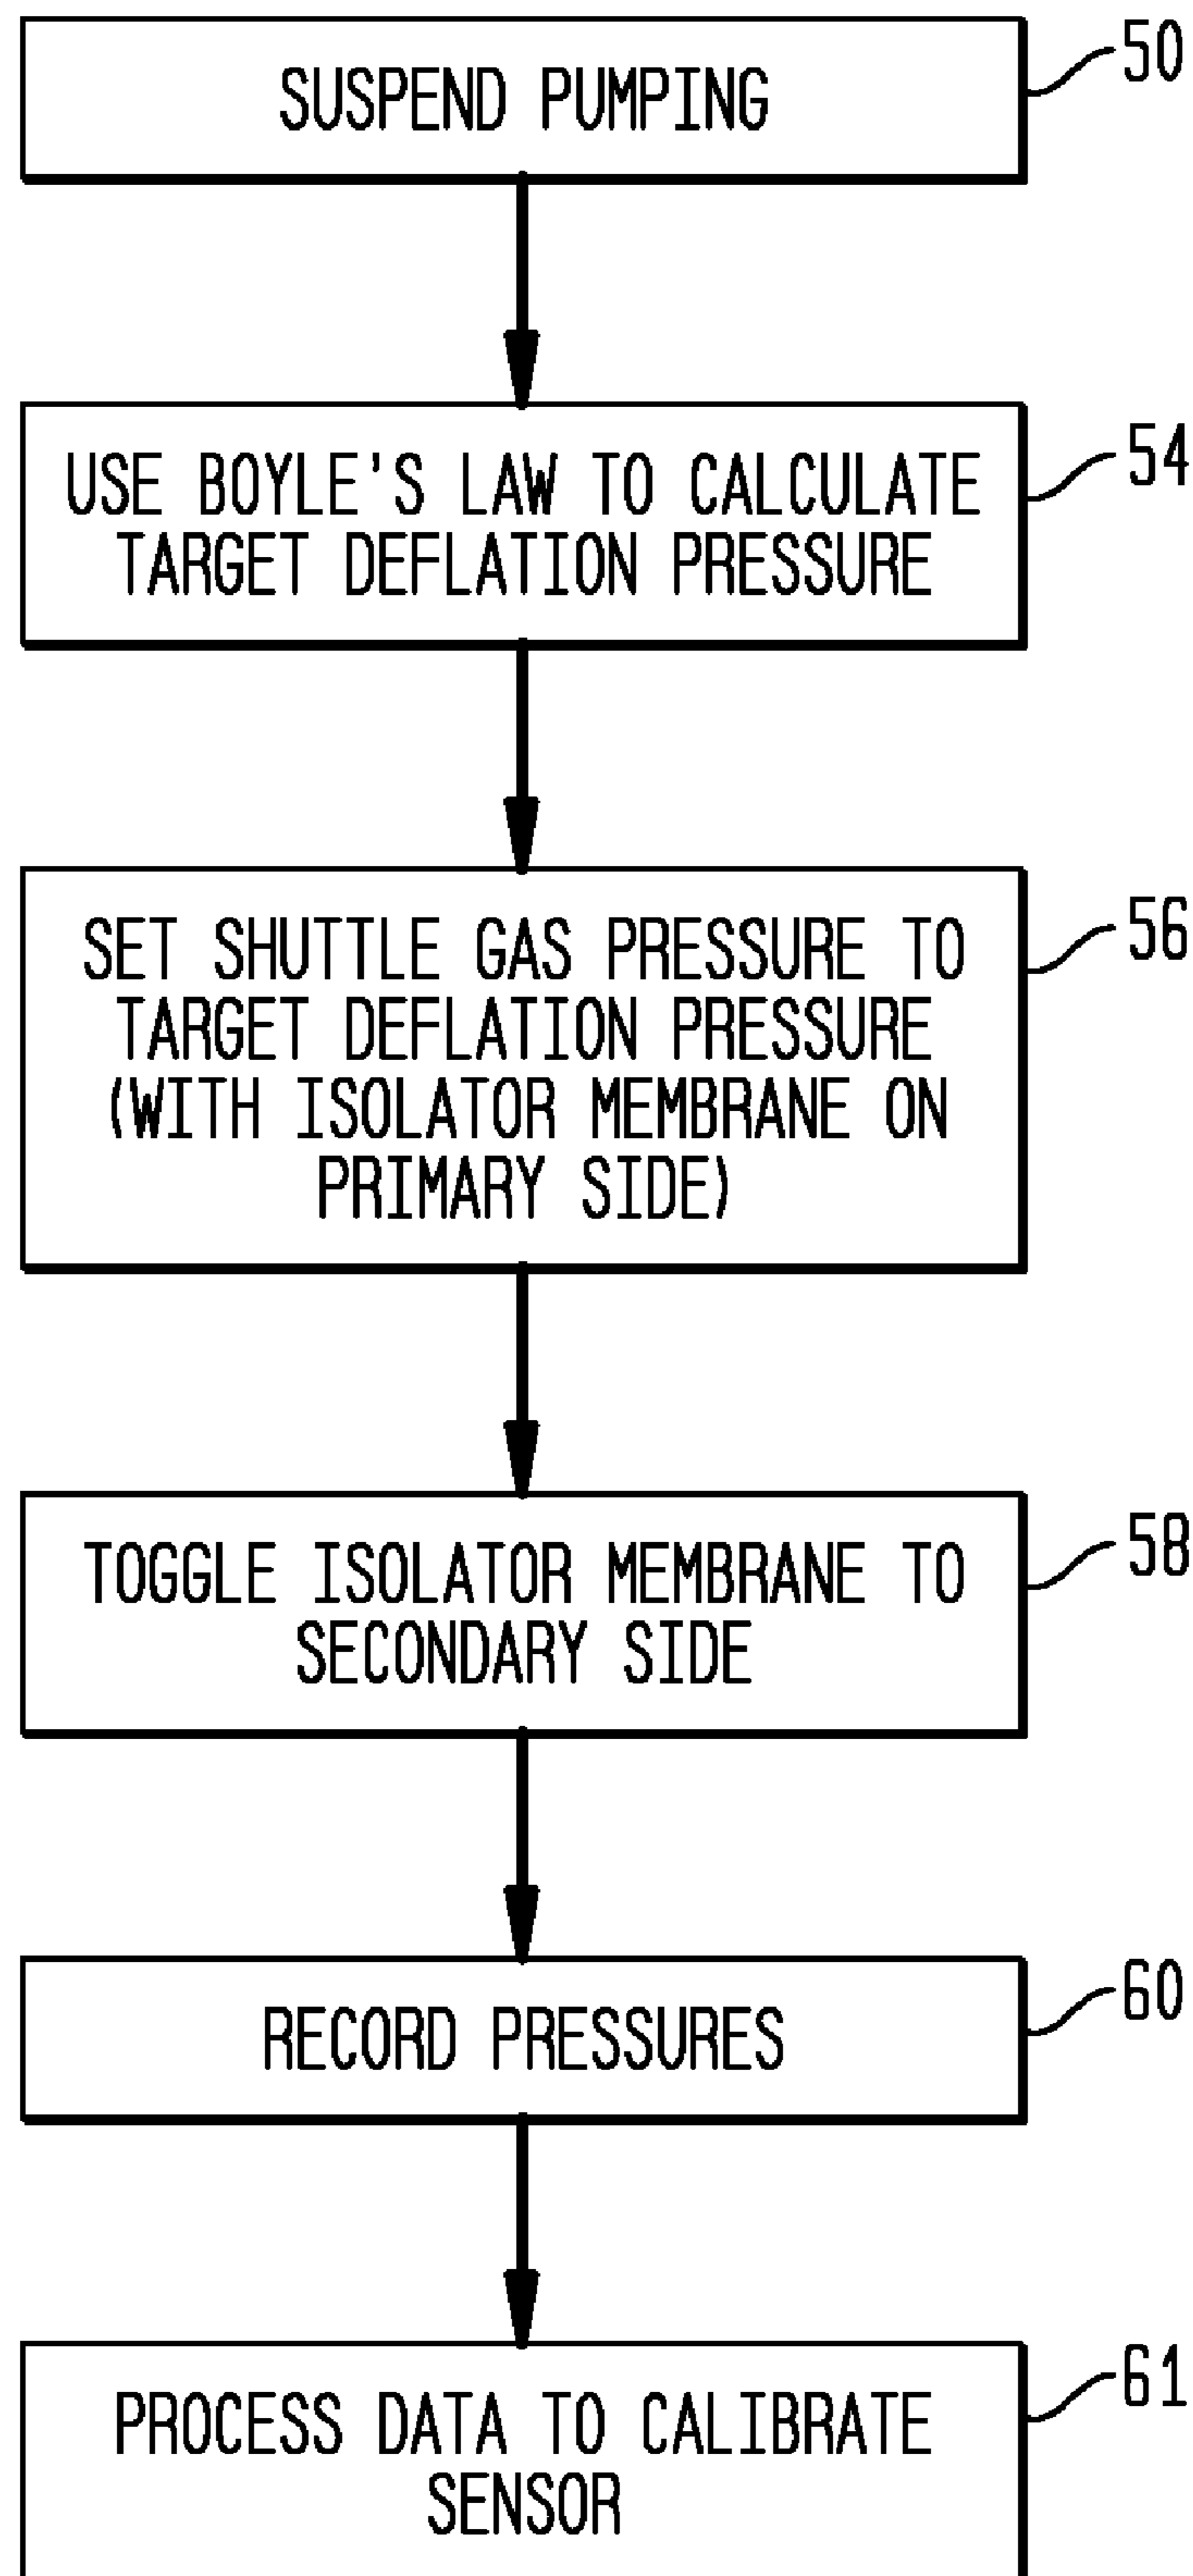 SUSPEND PUMPING
50
USE BOYLE'S LAW TO CALCULATE
TARGET DEFLATION PRESSURE
54
SET SHUTTLE GAS PRESSURE TO
TARGET DEFLATION PRESSURE
(WITH ISOLATOR MEMBRANE ON
PRIMARY SIDE)
56
TOGGLE ISOLATOR MEMBRANE TO
SECONDARY SIDE
58
RECORD PRESSURES
60
PROCESS DATA TO CALIBRATE
SENSOR
61